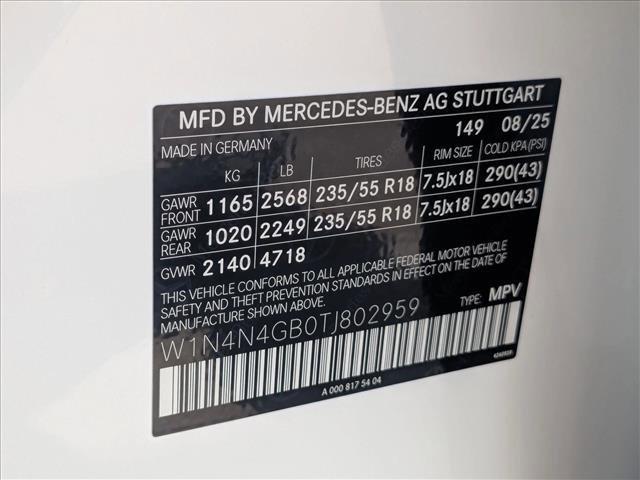 MFD BY MERCEDES-BENZ AG STUTTGART
149 08/25
MADE IN GERMANY
KG LB TIRES RIM SIZE COLD KPA(PSI)
GAWR FRONT 1165 2568 235/55 R18 7.5Jx18 290(43)
GAWR REAR 1020 2249 235/55 R18 7.5Jx18 290(43)
GVWR 2140 4718
THIS VEHICLE CONFORMS TO ALL APPLICABLE FEDERAL MOTOR VEHICLE
SAFETY AND THEFT PREVENTION STANDARDS IN EFFECT ON THE DATE OF
MANUFACTURE SHOWN ABOVE.
W1N4N4GB0TJ802959 TYPE: MPV
A 000 817 54 04